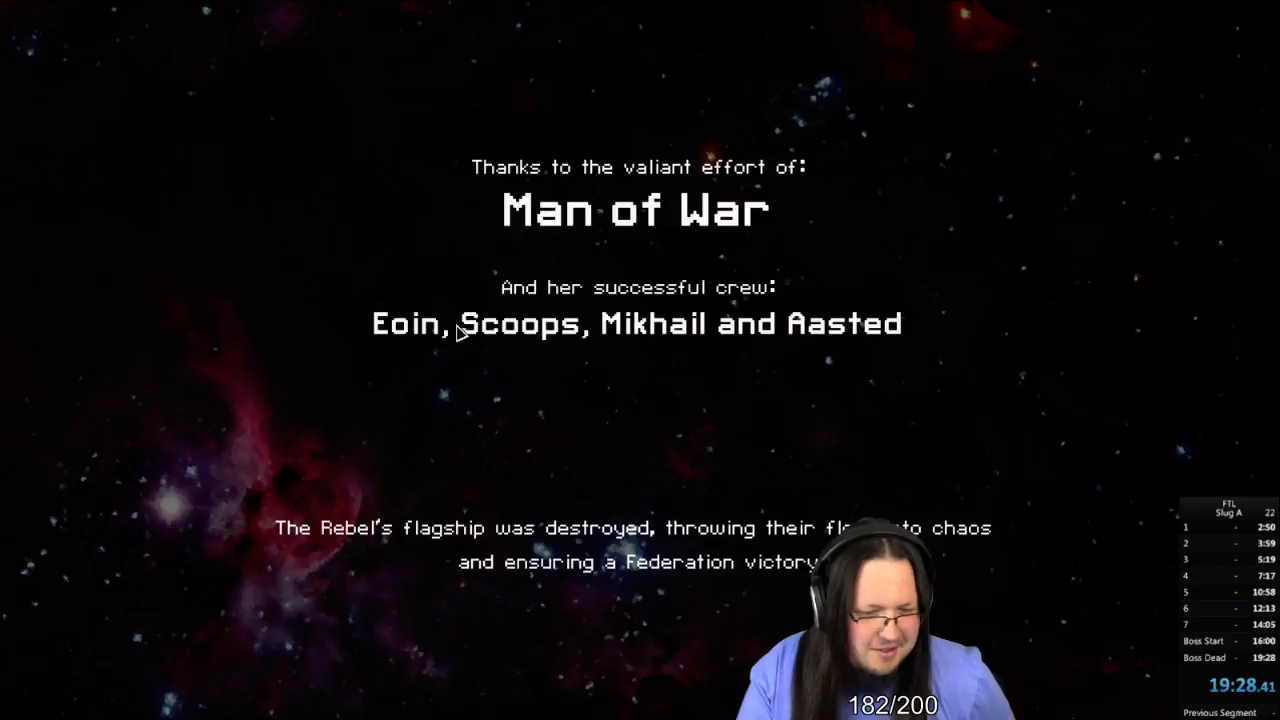 Thanks to the valiant effort of:
Man of War
And her successful crew:
Eoin, Scoops, Mikhail and Aasted
The Rebel's flagship was destroyed, throwing their to chaos
and ensuring a Federation victory
182/200
FTL
Slug A 22
1 - 2:50
2 - 3:59
3 - 5:19
4 - 7:17
5 - 10:58
6 - 12:13
7 - 14:05
Boss Start - 16:00
Boss Dead - 19:28
19:28.41
Previous Segment -